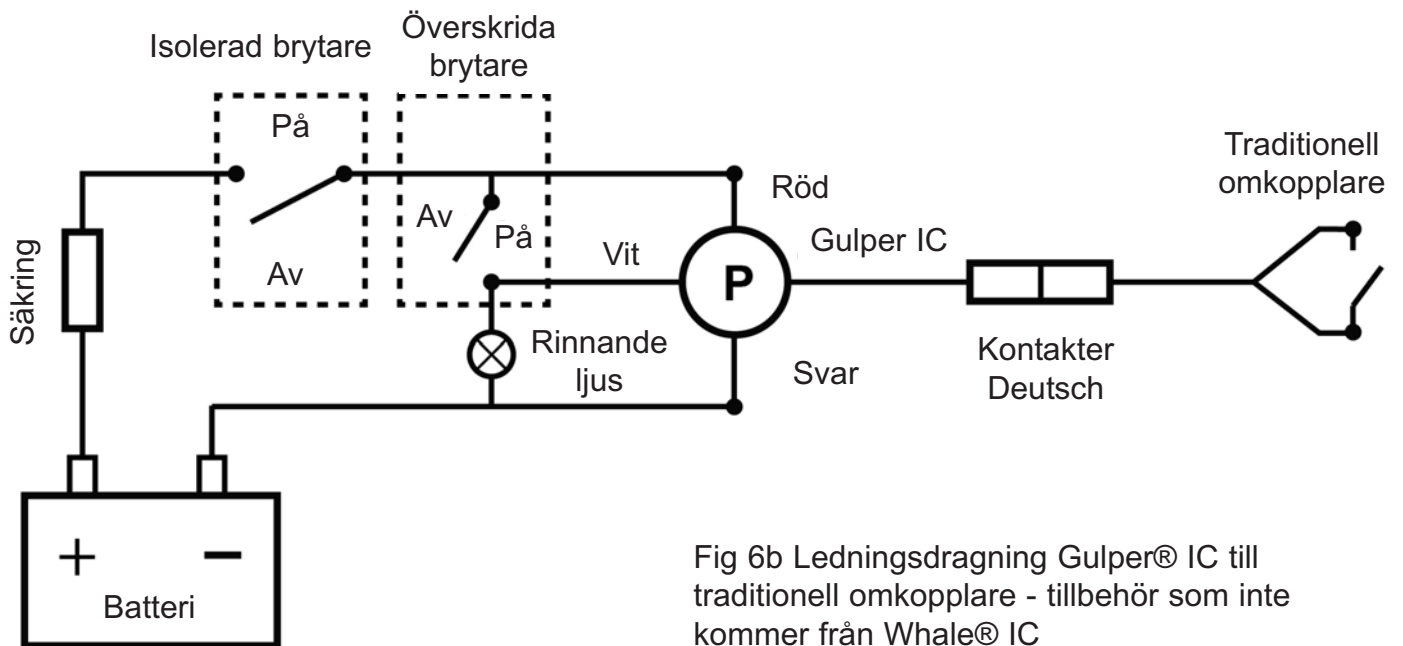 Isolerad brytare
Överskrida
brytare
På
Av
Av
På
Säkring
Vit
Röd
Gulper IC
P
Traditionell
omkopplare
Rinnande
ljus
Svar
Kontakter
Deutsch
+ −
Batteri
Fig 6b Ledningsdragning Gulper® IC till
traditionell omkopplare - tillbehör som inte
kommer från Whale® IC